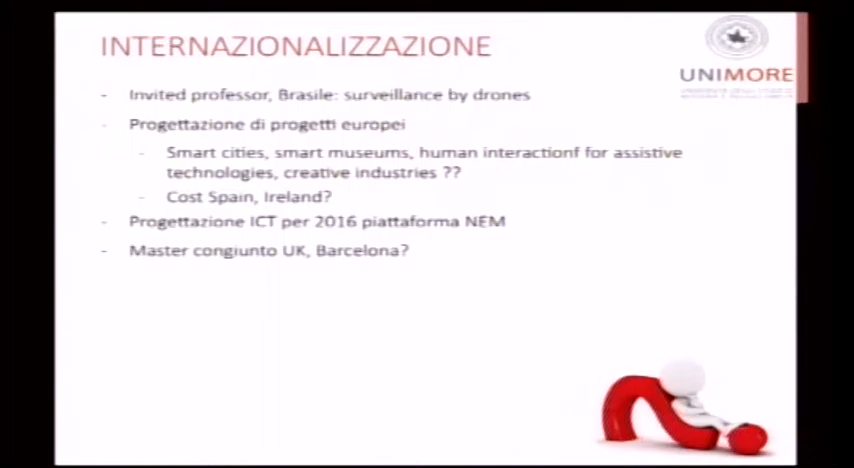 INTERNAZIONALIZZAZIONE
UNIMORE
- Invited professor, Brasile: surveillance by drones
- Progettazione di progetti europei
- Smart cities, smart museums, human interactionf for assistive
technologies, creative industries ??
- Cost Spain, Ireland?
- Progettazione ICT per 2016 piattaforma NEM
- Master congiunto UK, Barcelona?